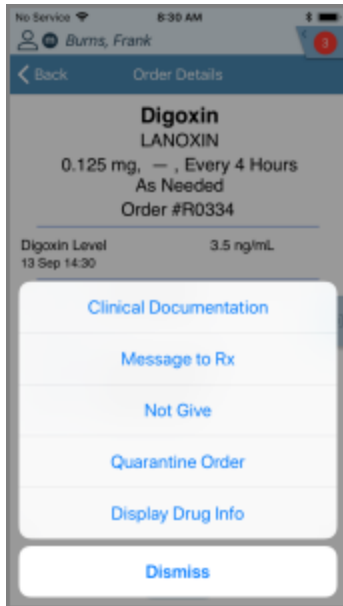 No Service 8:30 AM
Burns, Frank
3
Back Order Details
Digoxin
LANOXIN
0.125 mg, — , Every 4 Hours
As Needed
Order #R0334
Digoxin Level 3.5 ng/mL
13 Sep 14:30
Clinical Documentation
Message to Rx
Not Give
Quarantine Order
Display Drug Info
Dismiss